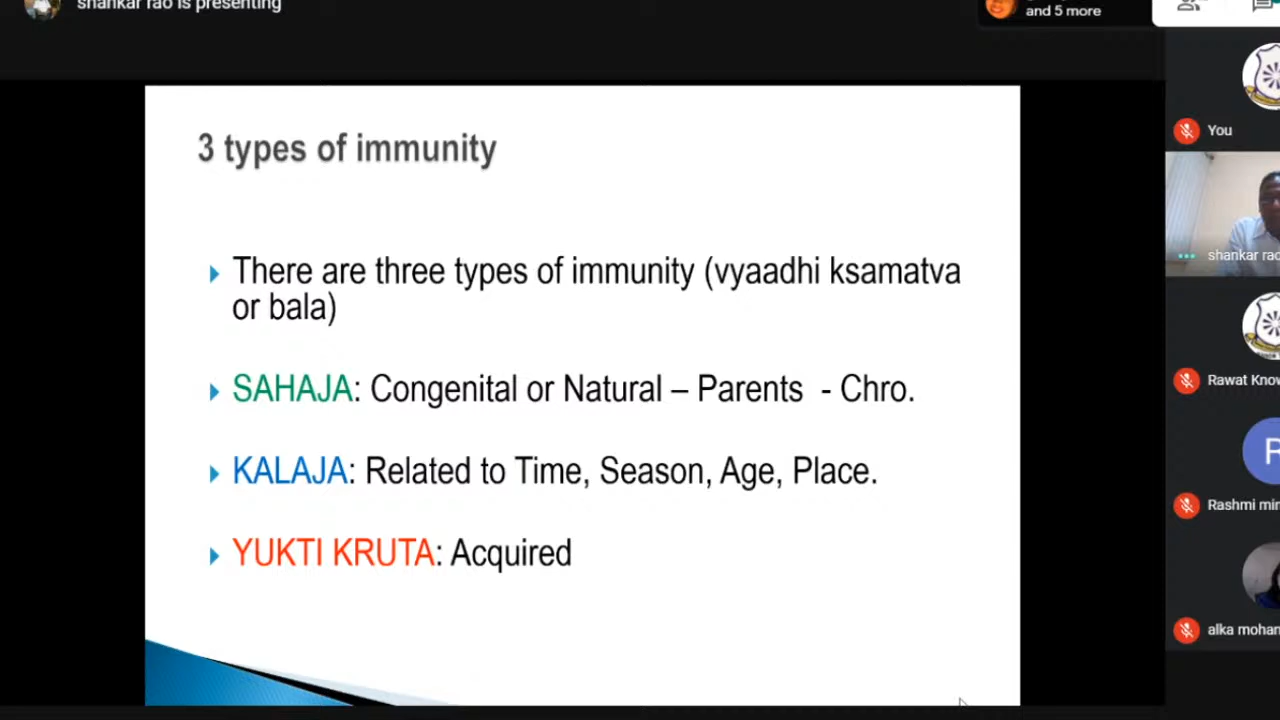 shankar rao is presenting
and 5 more
3 types of immunity
There are three types of immunity (vyaadhi ksamatva
or bala)
SAHAJA: Congenital or Natural – Parents - Chro.
KALAJA: Related to Time, Season, Age, Place.
YUKTI KRUTA: Acquired
You
shankar rao
Rawat Know
R
Rashmi mi
alka mohan